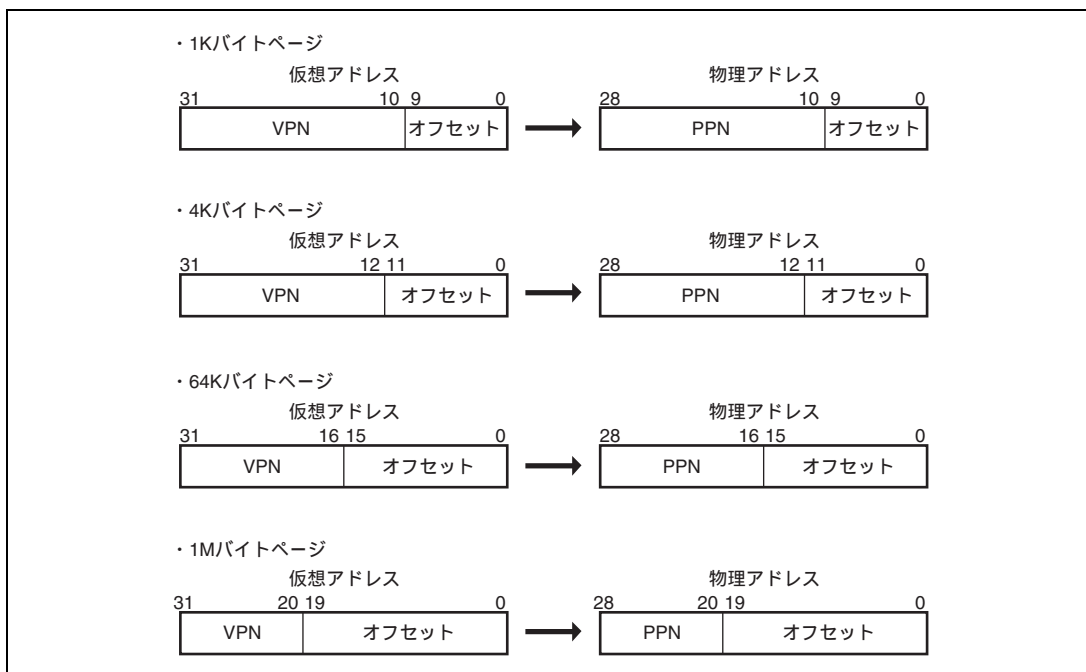 ・1Kバイトページ
仮想アドレス 物理アドレス
31 10 9 0 28 10 9 0
VPN オフセット PPN オフセット
・4Kバイトページ
仮想アドレス 物理アドレス
31 12 11 0 28 12 11 0
VPN オフセット PPN オフセット
・64Kバイトページ
仮想アドレス 物理アドレス
31 16 15 0 28 16 15 0
VPN オフセット PPN オフセット
・1Mバイトページ
仮想アドレス 物理アドレス
31 20 19 0 28 20 19 0
VPN オフセット PPN オフセット